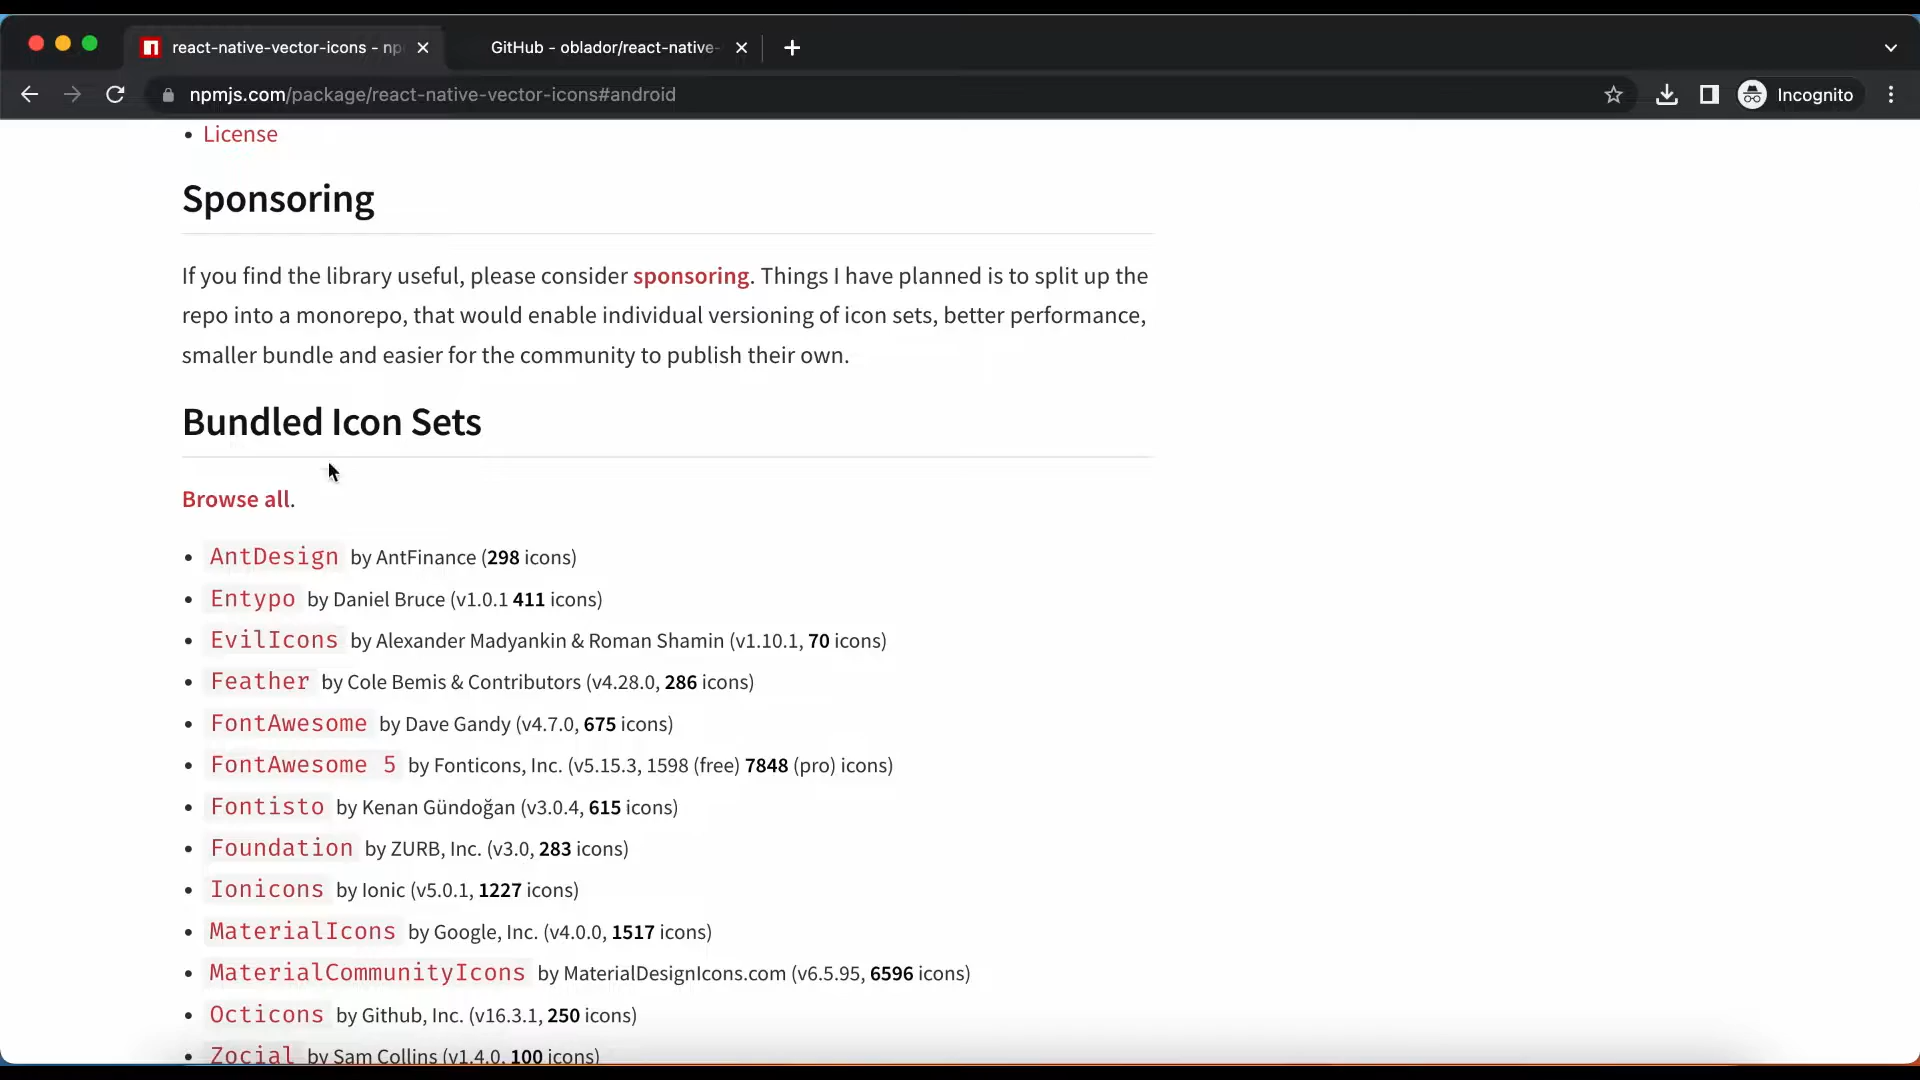 react-native-vector-icons - np
GitHub - oblador/react-native-
npmjs.com/package/react-native-vector-icons#android
Incognito
License
Sponsoring
If you find the library useful, please consider sponsoring. Things I have planned is to split up the
repo into a monorepo, that would enable individual versioning of icon sets, better performance,
smaller bundle and easier for the community to publish their own.
Bundled Icon Sets
Browse all.
AntDesign by AntFinance (298 icons)
Entypo by Daniel Bruce (v1.0.1 411 icons)
EvilIcons by Alexander Madyankin & Roman Shamin (v1.10.1, 70 icons)
Feather by Cole Bemis & Contributors (v4.28.0, 286 icons)
FontAwesome by Dave Gandy (v4.7.0, 675 icons)
FontAwesome 5 by Fonticons, Inc. (v5.15.3, 1598 (free) 7848 (pro) icons)
Fontisto by Kenan Gündoğan (v3.0.4, 615 icons)
Foundation by ZURB, Inc. (v3.0, 283 icons)
Ionicons by Ionic (v5.0.1, 1227 icons)
MaterialIcons by Google, Inc. (v4.0.0, 1517 icons)
MaterialCommunityIcons by MaterialDesignIcons.com (v6.5.95, 6596 icons)
Octicons by Github, Inc. (v16.3.1, 250 icons)
Zocial by Sam Collins (v1.4.0, 100 icons)